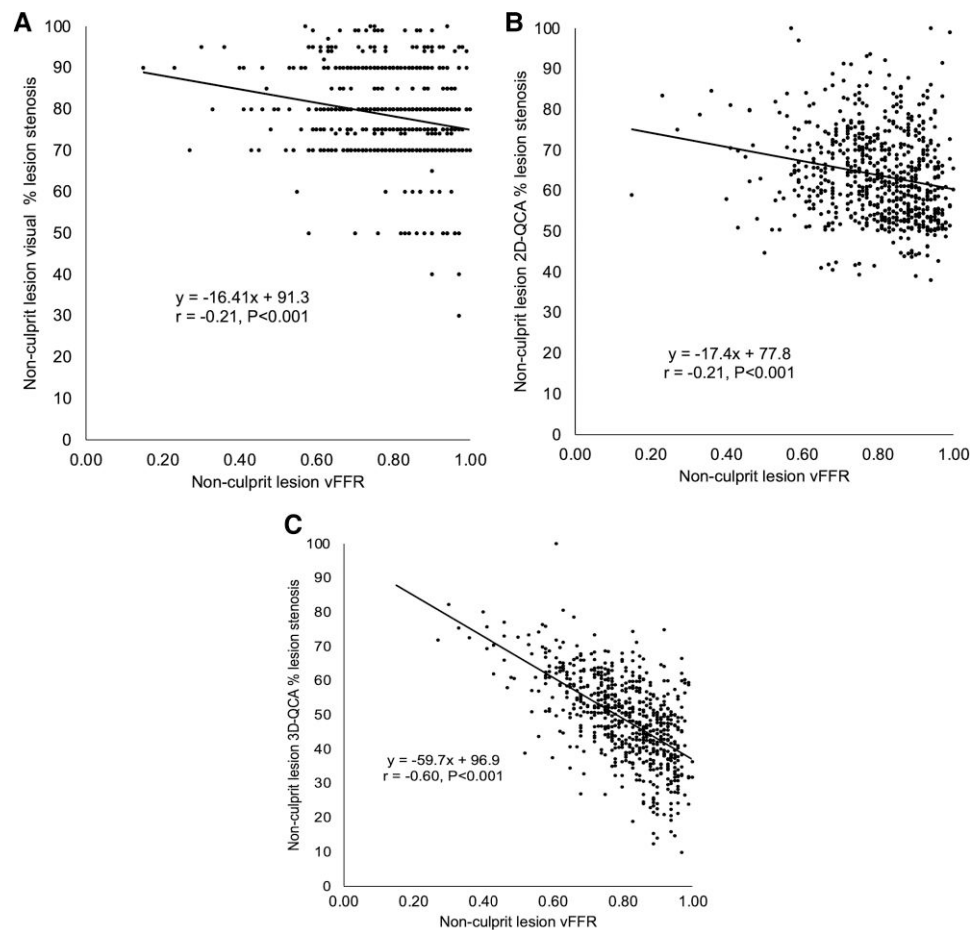 A
Non-culprit lesion visual % lesion stenosis
100
90
80
70
60
50
40
30
20
10
0
y = -16.41x + 91.3
r = -0.21, P<0.001
0.00 0.20 0.40 0.60 0.80 1.00
Non-culprit lesion vFFR
B
Non-culprit lesion 2D-QCA % lesion stenosis
100
90
80
70
60
50
40
30
20
10
0
y = -17.4x + 77.8
r = -0.21, P<0.001
0.00 0.20 0.40 0.60 0.80 1.00
Non-culprit lesion vFFR
C
Non-culprit lesion 3D-QCA % lesion stenosis
100
90
80
70
60
50
40
30
20
10
0
y = -59.7x + 96.9
r = -0.60, P<0.001
0.00 0.20 0.40 0.60 0.80 1.00
Non-culprit lesion vFFR